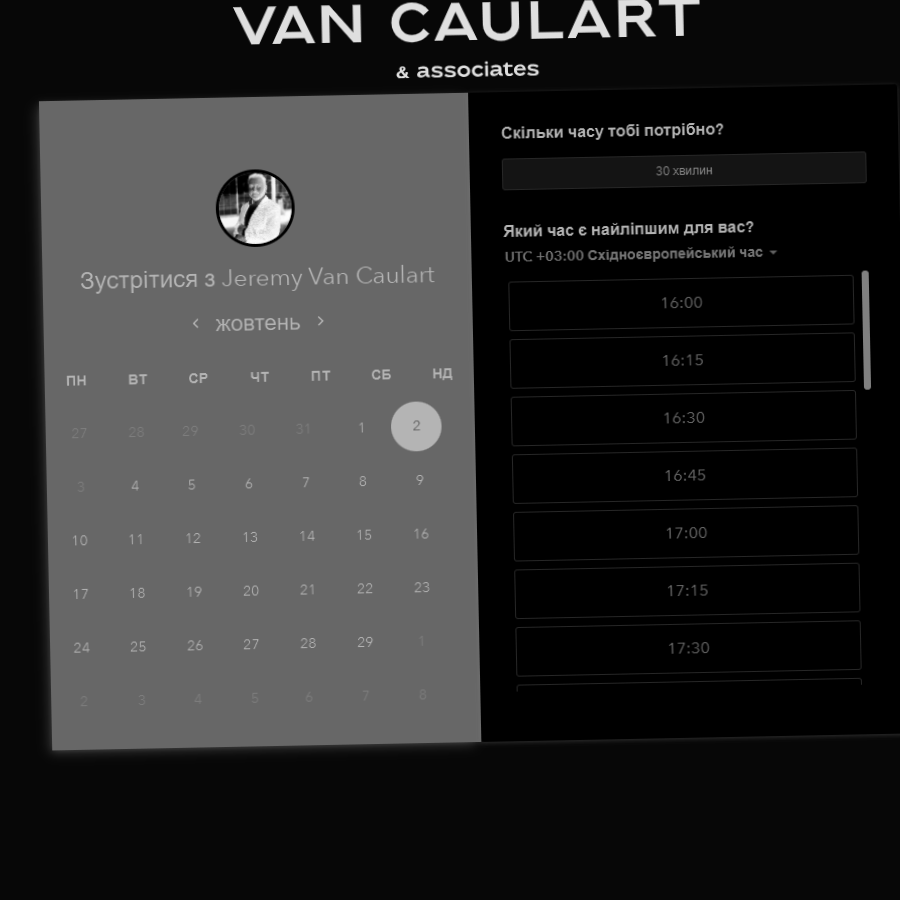 VAN CAULART
& associates
Зустрітися з Jeremy Van Caulart
жовтень
ПН ВТ СР ЧТ ПТ СБ НД
27 28 29 30 31 1 2
3 4 5 6 7 8 9
10 11 12 13 14 15 16
17 18 19 20 21 22 23
24 25 26 27 28 29 1
2 3 4 5 6 7 8
Скільки часу тобі потрібно?
30 хвилин
Який час є найліпшим для вас?
UTC +03:00 Східноєвропейський час
16:00
16:15
16:30
16:45
17:00
17:15
17:30